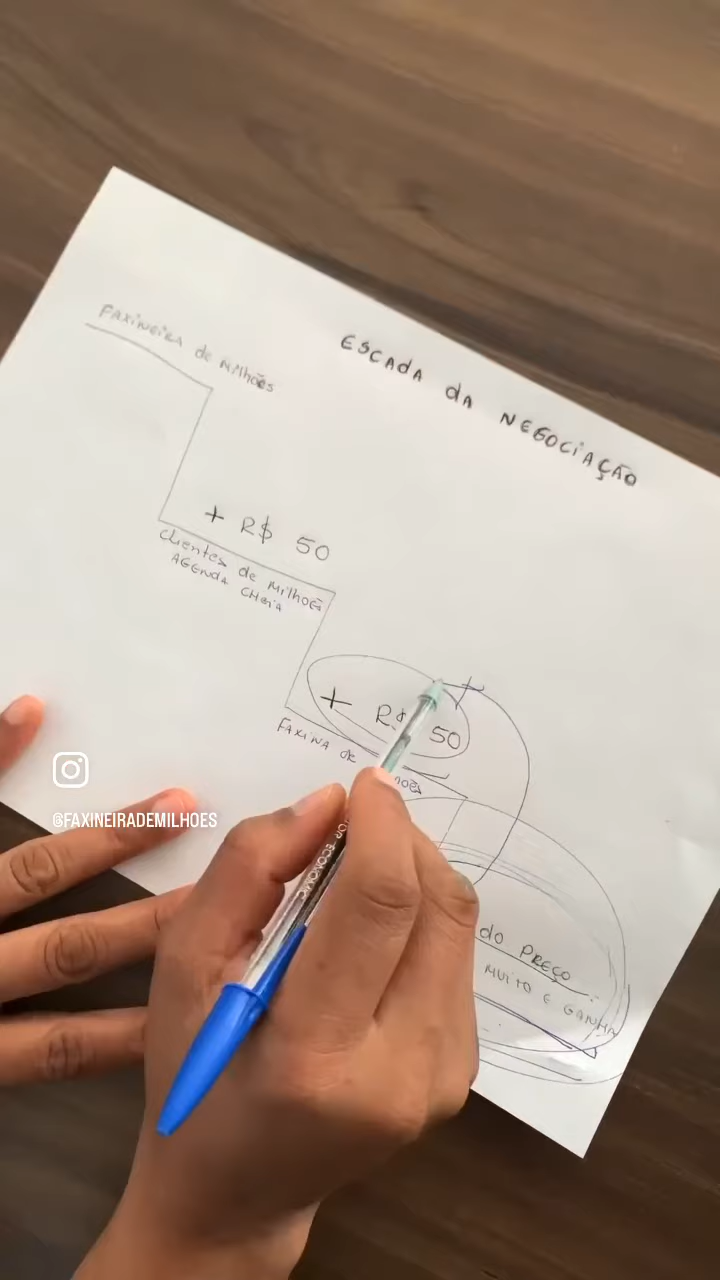 ESCADA DA NEGOCIAÇÃO
FAXINEIRA de MILHÕES
+ R$ 50
CLIENTES de MILHOES
AGENDA CHEIA
+ R$ 50
FAXINA DE
do PREÇO
MUITO E GANHA
@FAXINEIRADEMILHOES